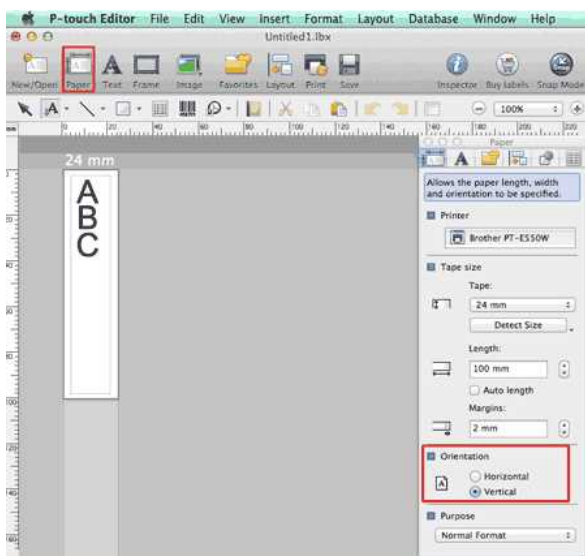 P-touch Editor File Edit View Insert Format Layout Database Window Help
Untitled1.lbx
New/Open Paper Text Frame Image Favorites Layout Print Save Inspector Buy labels Snap Mode
A 100%
Paper
A
24 mm
A
B
C
Allows the paper length, width
and orientation to be specified.
Printer
Brother PT-E550W
Tape size
Tape:
24 mm
Detect Size
Length:
100 mm
Auto length
Margins:
2 mm
Orientation
A Horizontal
Vertical
Purpose
Normal Format